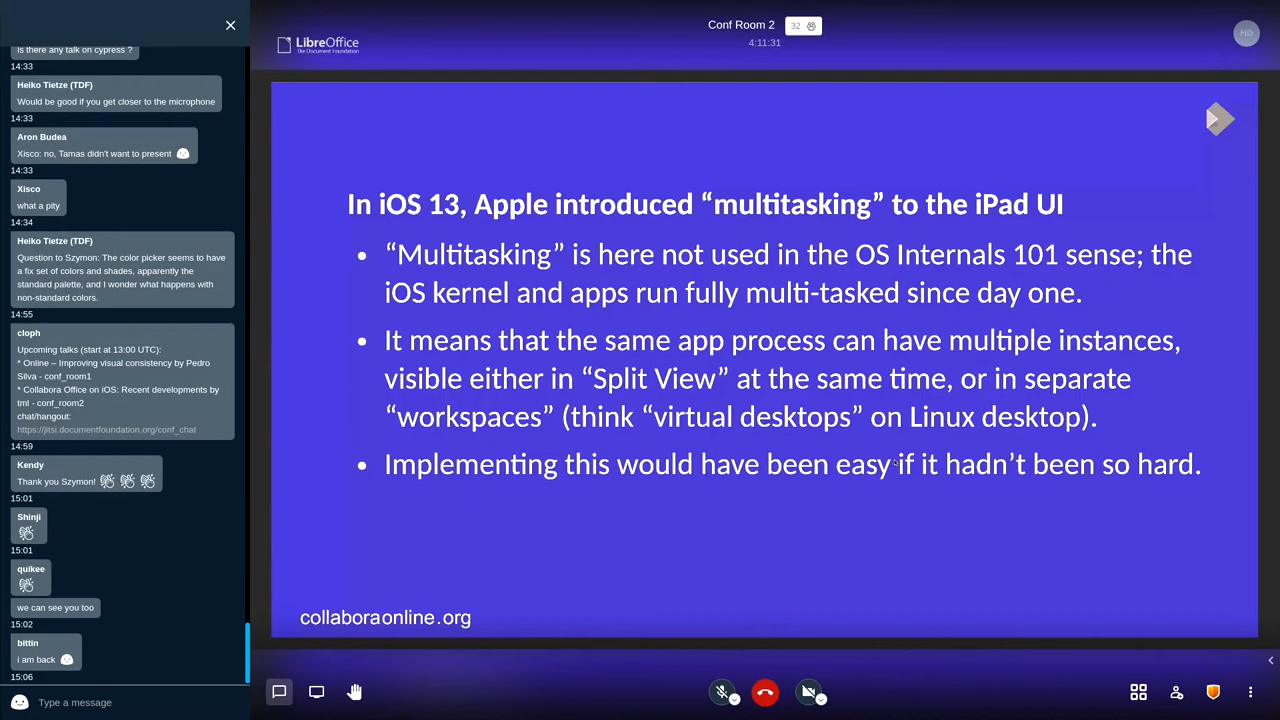 is there any talk on cypress ?
14:33
Heiko Tietze (TDF)
Would be good if you get closer to the microphone
14:33
Aron Budea
Xisco: no, Tamas didn't want to present
14:33
Xisco
what a pity
14:34
Heiko Tietze (TDF)
Question to Szymon: The color picker seems to have
a fix set of colors and shades, apparently the
standard palette, and I wonder what happens with
non-standard colors.
14:55
cloph
Upcoming talks (start at 13:00 UTC):
* Online – Improving visual consistency by Pedro
Silva - conf_room1
* Collabora Office on iOS: Recent developments by
tml - conf_room2
chat/hangout:
https://jitsi.documentfoundation.org/conf_chat
14:59
Kendy
Thank you Szymon!
15:01
Shinji
15:01
quikee
we can see you too
15:02
bittin
i am back
15:06
Type a message
Conf Room 2
32
4:11:31
LibreOffice
The Document Foundation
HD
In iOS 13, Apple introduced “multitasking” to the iPad UI
• “Multitasking” is here not used in the OS Internals 101 sense; the
iOS kernel and apps run fully multi-tasked since day one.
• It means that the same app process can have multiple instances,
visible either in “Split View” at the same time, or in separate
“workspaces” (think “virtual desktops” on Linux desktop).
• Implementing this would have been easy if it hadn’t been so hard.
collaboraonline.org